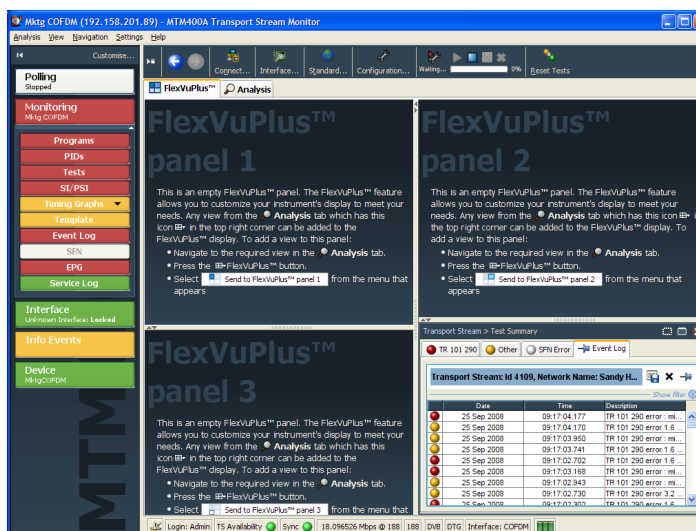 Mktg COFDM (192.158.201.89) - MTM400A Transport Stream Monitor
Analysis View Navigation Settings Help
Customise...
Connect... Interface... Standard... Configuration... Waiting... 0% Reset Tests
Polling
Stopped
Monitoring
Mktg COFDM
Programs
PIDs
Tests
SI/PSI
Timing Graphs
Template
Event Log
SFN
EPG
Service Log
Interface
Unknown Interface: Locked
Info Events
Device
MktgCOFDM
MTM
FlexVuPlus™ Analysis
FlexVuPlus™
panel 1
This is an empty FlexVuPlus™ panel. The FlexVuPlus™ feature
allows you to customize your instrument's display to meet your
needs. Any view from the Analysis tab which has this
icon in the top right corner can be added to the
FlexVuPlus™ display. To add a view to this panel:
• Navigate to the required view in the Analysis tab.
• Press the FlexVuPlus™ button.
• Select Send to FlexVuPlus™ panel 1 from the menu that
appears
FlexVuPlus™
panel 2
This is an empty FlexVuPlus™ panel. The FlexVuPlus™ feature
allows you to customize your instrument's display to meet your
needs. Any view from the Analysis tab which has this icon in
the top right corner can be added to the FlexVuPlus™ display. To
add a view to this panel:
• Navigate to the required view in the Analysis tab.
• Press the FlexVuPlus™ button.
• Select Send to FlexVuPlus™ panel 2 from the menu that
appears
FlexVuPlus™
panel 3
This is an empty FlexVuPlus™ panel. The FlexVuPlus™ feature
allows you to customize your instrument's display to meet your
needs. Any view from the Analysis tab which has this
icon in the top right corner can be added to the
FlexVuPlus™ display. To add a view to this panel:
• Navigate to the required view in the Analysis tab.
• Press the FlexVuPlus™ button.
• Select Send to FlexVuPlus™ panel 3 from the menu that
Transport Stream > Test Summary
TR 101 290 Other SFN Error Event Log
Transport Stream: Id 4109, Network Name: Sandy H...
Show filter
Date Time Description
25 Sep 2008 09:17:04.177 TR 101 290 error : mi...
25 Sep 2008 09:17:04.170 TR 101 290 error 1.6 ...
25 Sep 2008 09:17:03.950 TR 101 290 error : mi...
25 Sep 2008 09:17:03.741 TR 101 290 error 1.6 ...
25 Sep 2008 09:17:02.702 TR 101 290 error 1.6 ...
25 Sep 2008 09:17:03.168 TR 101 290 error : mi...
25 Sep 2008 09:17:02.943 TR 101 290 error : mi...
25 Sep 2008 09:17:02.730 TR 101 290 error 3.2 ...
25 Sep 2008 09:17:02.302 TR 101 290 error 1.6 ...
Login: Admin TS Availability Sync 18.096526 Mbps @ 188 188 DVB DTG Interface: COFDM